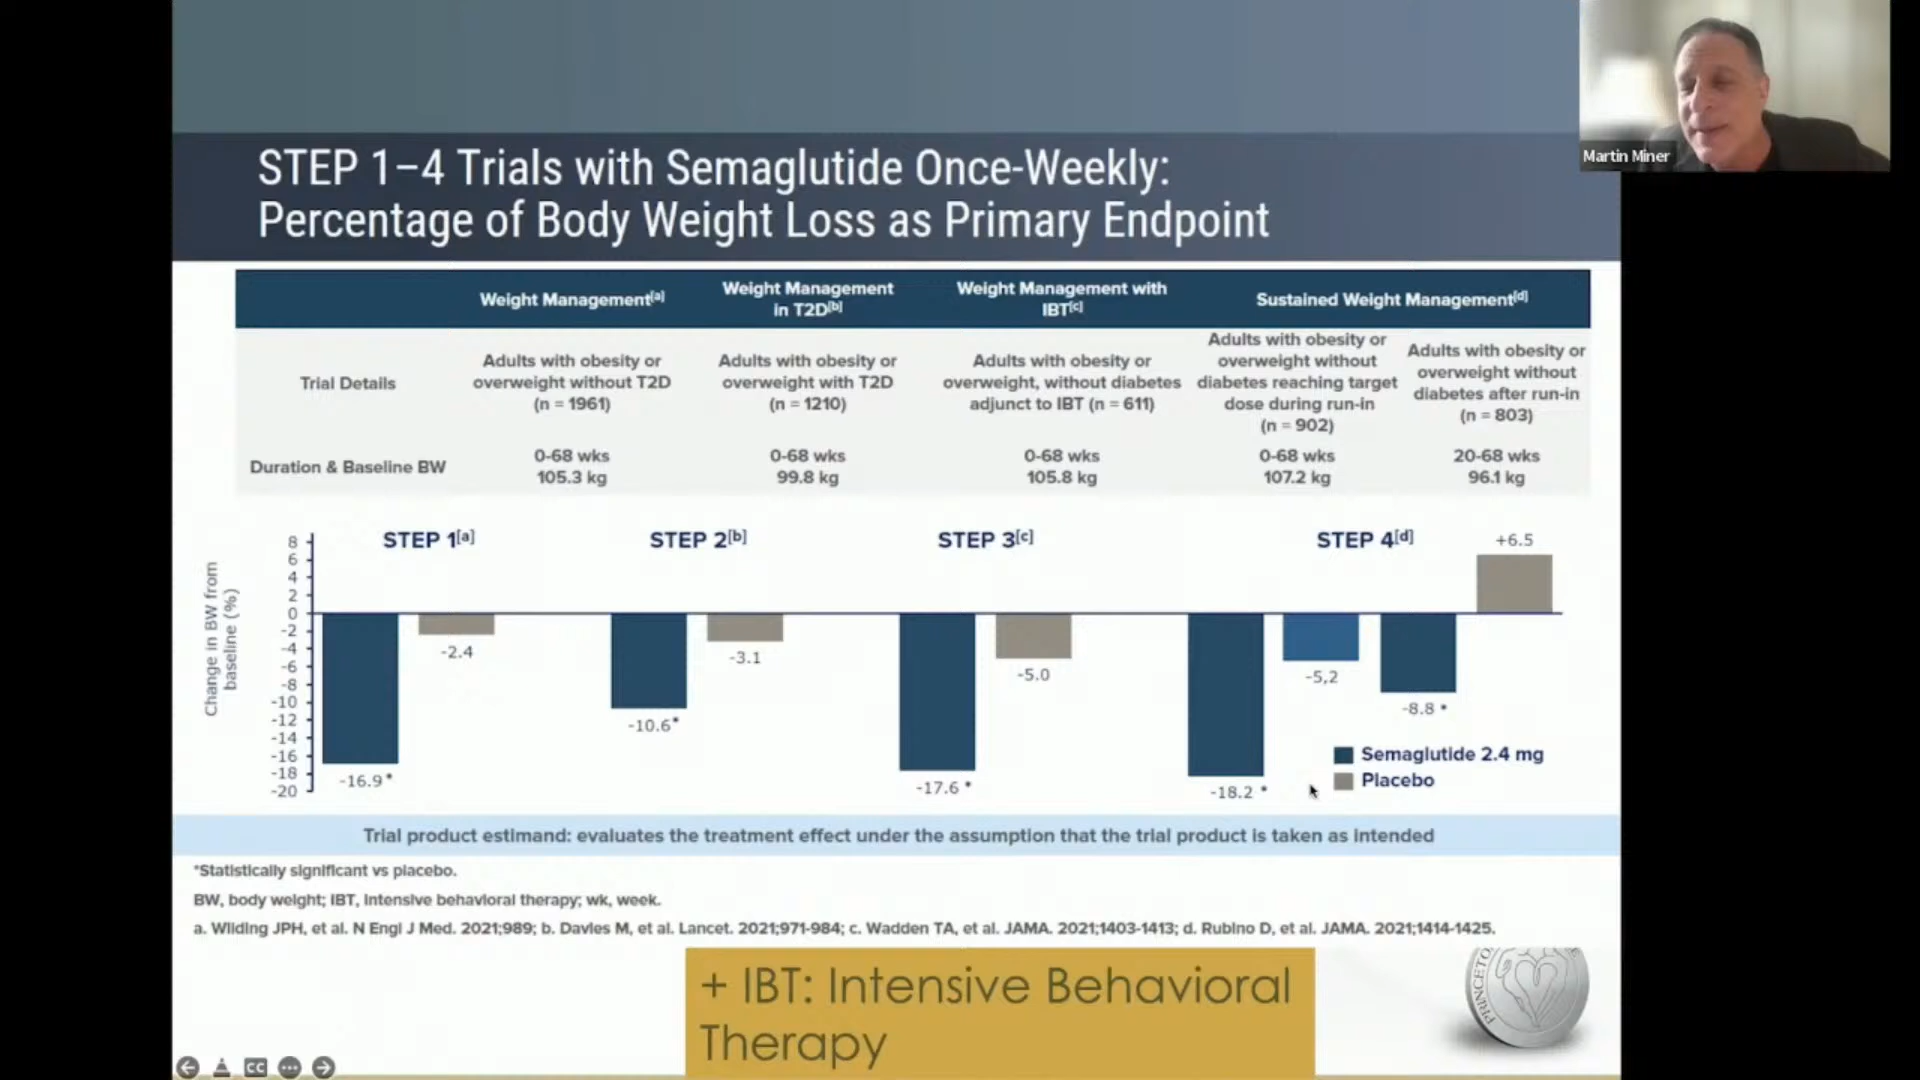 Martin Miner
STEP 1–4 Trials with Semaglutide Once-Weekly:
Percentage of Body Weight Loss as Primary Endpoint
Weight Management[a]
Weight Management
in T2D[b]
Weight Management with
IBT[c]
Sustained Weight Management[d]
Trial Details
Adults with obesity or
overweight without T2D
(n = 1961)
Adults with obesity or
overweight with T2D
(n = 1210)
Adults with obesity or
overweight, without diabetes
adjunct to IBT (n = 611)
Adults with obesity or
overweight without
diabetes reaching target
dose during run-in
(n = 902)
Adults with obesity or
overweight without
diabetes after run-in
(n = 803)
Duration & Baseline BW
0-68 wks
105.3 kg
0-68 wks
99.8 kg
0-68 wks
105.8 kg
0-68 wks
107.2 kg
20-68 wks
96.1 kg
Change in BW from
baseline (%)
8
6
4
2
0
-2
-4
-6
-8
-10
-12
-14
-16
-18
-20
STEP 1[a]
-16.9*
-2.4
STEP 2[b]
-10.6*
-3.1
STEP 3[c]
-17.6 *
-5.0
STEP 4[d]
-18.2 *
-5,2
-8.8 *
+6.5
Semaglutide 2.4 mg
Placebo
Trial product estimand: evaluates the treatment effect under the assumption that the trial product is taken as intended
*Statistically significant vs placebo.
BW, body weight; IBT, intensive behavioral therapy; wk, week.
a. Wilding JPH, et al. N Engl J Med. 2021;989; b. Davies M, et al. Lancet. 2021;971-984; c. Wadden TA, et al. JAMA. 2021;1403-1413; d. Rubino D, et al. JAMA. 2021;1414-1425.
+ IBT: Intensive Behavioral
Therapy
CC